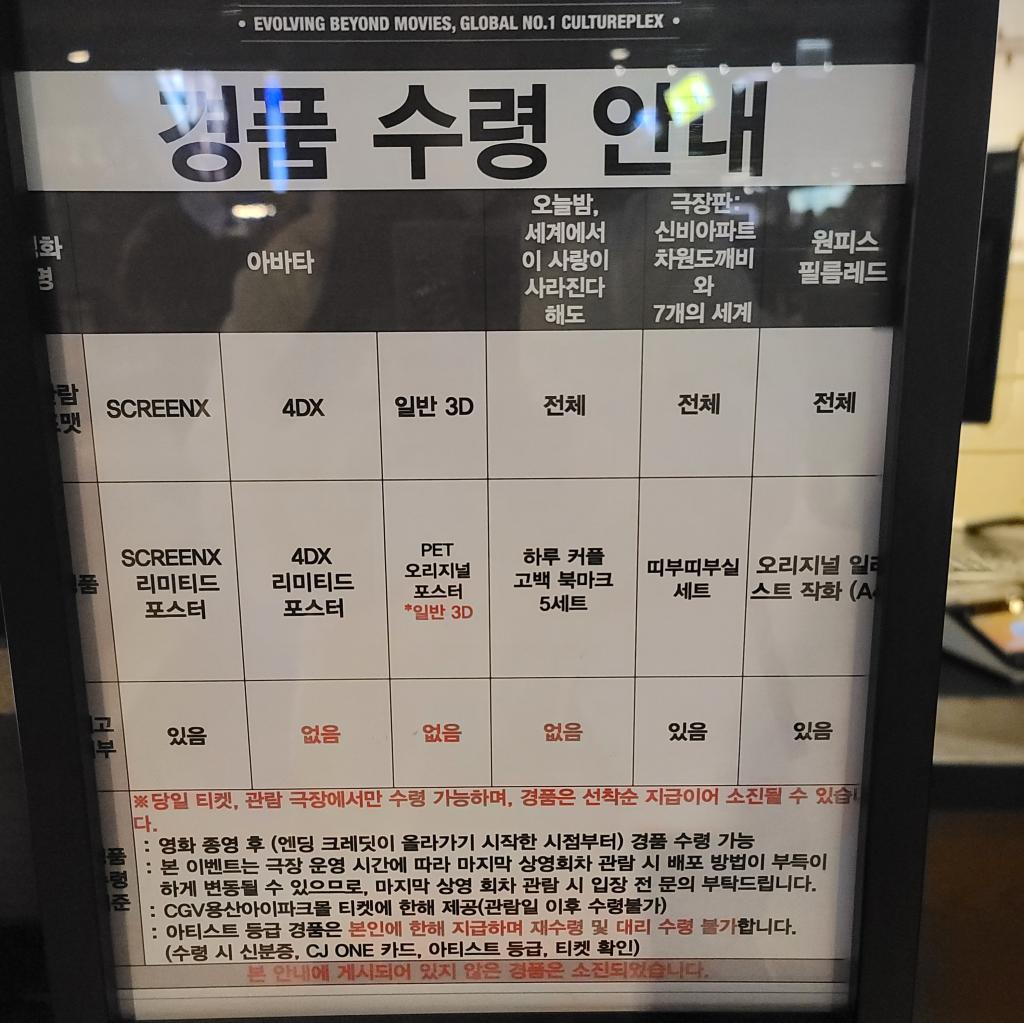 • EVOLVING BEYOND MOVIES, GLOBAL NO.1 CULTUREPLEX •
경품 수령 안내
아바타
오늘밤,
세계에서
이 사랑이
사라진다
해도
극장판:
신비아파트
차원도깨비
와
7개의 세계
원피스
필름레드
SCREENX
4DX
일반 3D
전체
전체
전체
SCREENX
리미티드
포스터
4DX
리미티드
포스터
PET
오리지널
포스터
*일반 3D
하루 커플
고백 북마크
5세트
띠부띠부실
세트
오리지널 일러
스트 작화 (A4
있음
없음
없음
없음
있음
있음
※당일 티켓, 관람 극장에서만 수령 가능하며, 경품은 선착순 지급이어 소진될 수 있습니
다.
: 영화 종영 후 (엔딩 크레딧이 올라가기 시작한 시점부터) 경품 수령 가능
: 본 이벤트는 극장 운영 시간에 따라 마지막 상영회차 관람 시 배포 방법이 부득이
하게 변동될 수 있으므로, 마지막 상영 회차 관람 시 입장 전 문의 부탁드립니다.
: CGV용산아이파크몰 티켓에 한해 제공(관람일 이후 수령불가)
: 아티스트 등급 경품은 본인에 한해 지급하며 재수령 및 대리 수령 불가합니다.
(수령 시 신분증, CJ ONE 카드, 아티스트 등급, 티켓 확인)
본 안내에 게시되어 있지 않은 경품은 소진되었습니다.